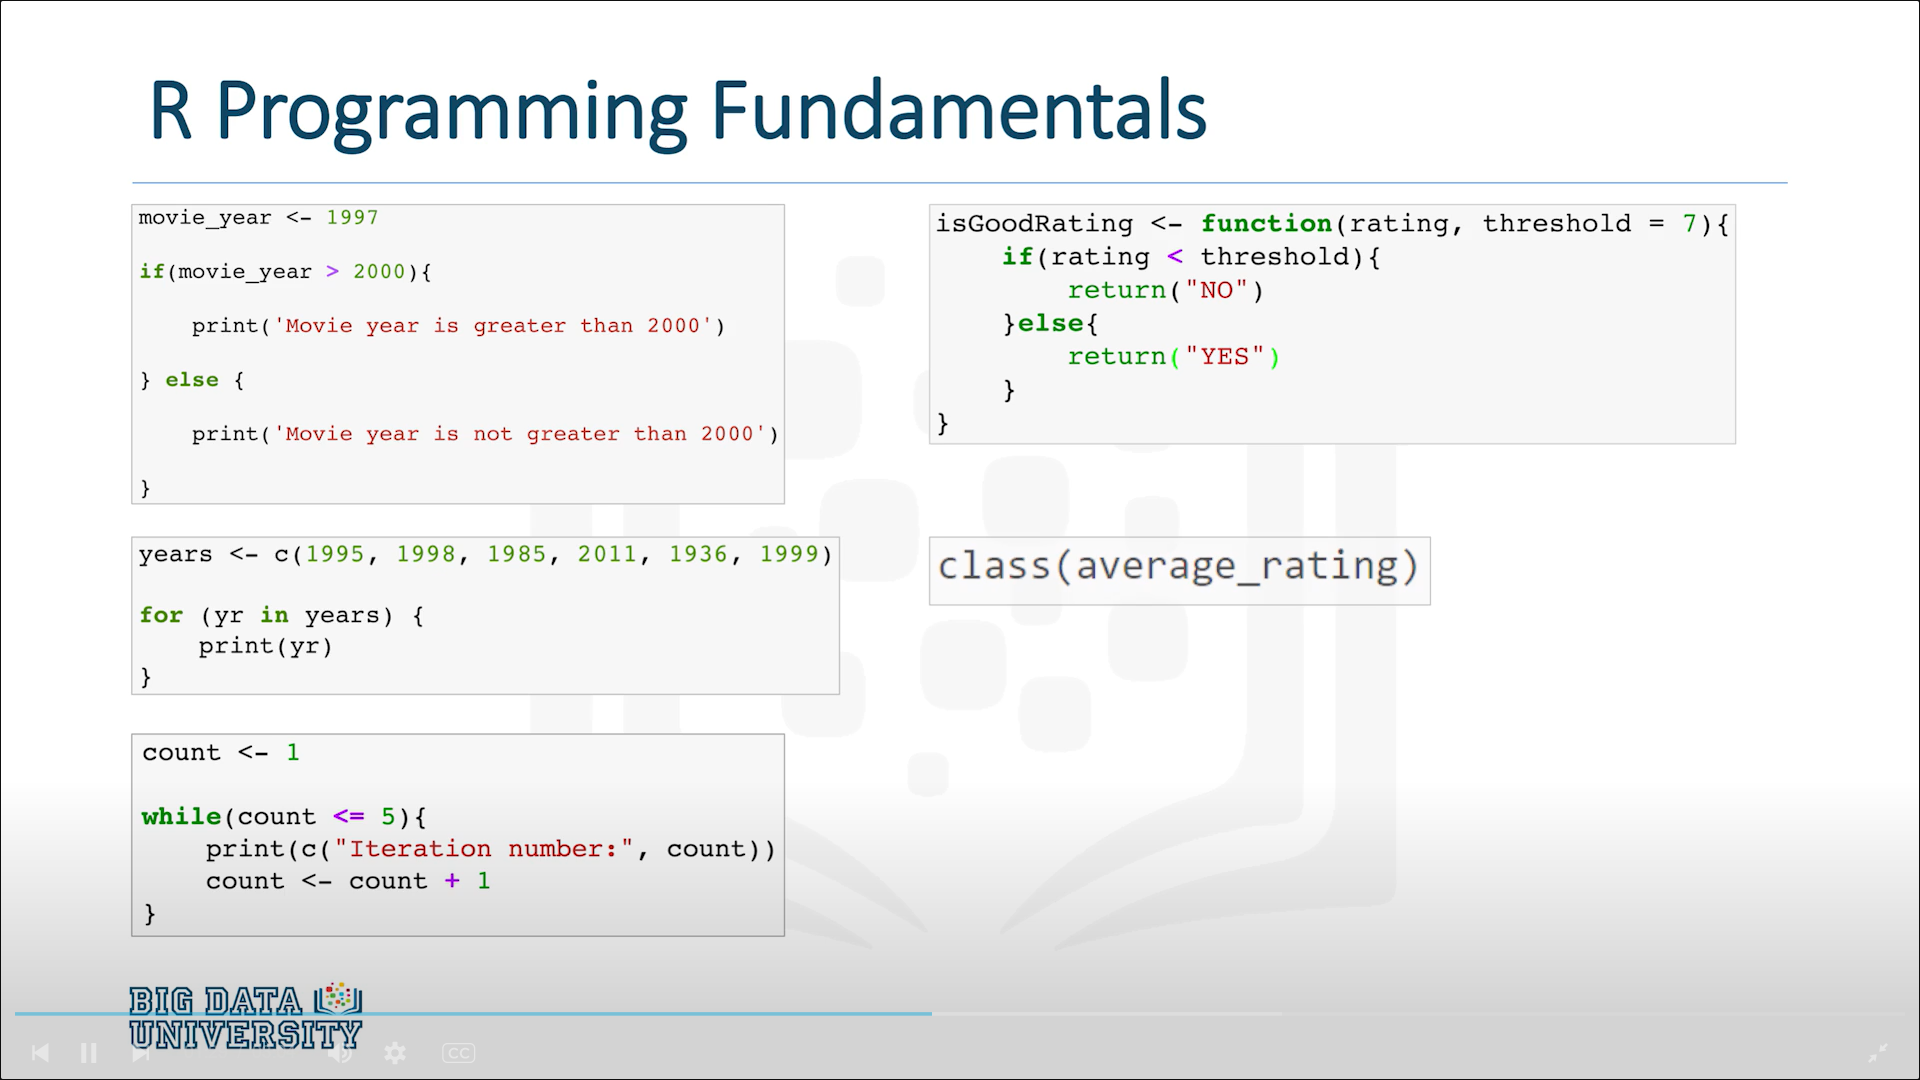 R Programming Fundamentals
movie_year <- 1997
if(movie_year > 2000){
print('Movie year is greater than 2000')
} else {
print('Movie year is not greater than 2000')
}
years <- c(1995, 1998, 1985, 2011, 1936, 1999)
for (yr in years) {
print(yr)
}
count <- 1
while(count <= 5){
print(c("Iteration number:", count))
count <- count + 1
}
isGoodRating <- function(rating, threshold = 7){
if(rating < threshold){
return("NO")
}else{
return("YES")
}
}
class(average_rating)
BIG DATA
UNIVERSITY
CC